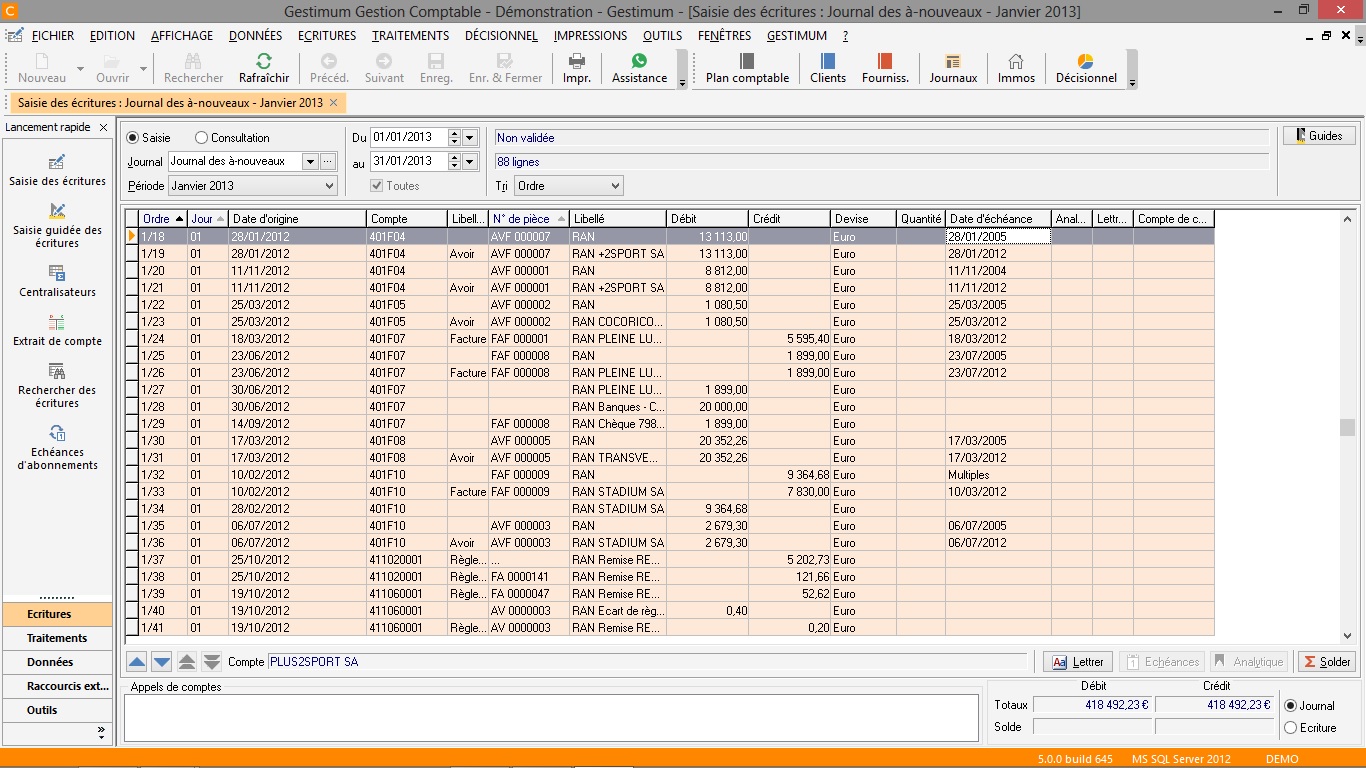 Gestimum Gestion Comptable - Démonstration - Gestimum - [Saisie des écritures : Journal des à-nouveaux - Janvier 2013]
FICHIER EDITION AFFICHAGE DONNÉES ECRITURES TRAITEMENTS DÉCISIONNEL IMPRESSIONS OUTILS FENÊTRES GESTIMUM ?
Nouveau Ouvrir Rechercher Rafraîchir Précéd. Suivant Enreg. Enr. & Fermer Impr. Assistance Plan comptable Clients Fourniss. Journaux Immos Décisionnel
Saisie des écritures : Journal des à-nouveaux - Janvier 2013
Lancement rapide
Saisie des écritures
Saisie guidée des
écritures
Centralisateurs
Extrait de compte
Rechercher des
écritures
Echéances
d'abonnements
Ecritures
Traitements
Données
Raccourcis ext...
Outils
Saisie Consultation Du 01/01/2013 Non validée Guides
Journal Journal des à-nouveaux ... au 31/01/2013 88 lignes
Période Janvier 2013 Toutes Tri Ordre
Ordre Jour Date d'origine Compte Libell... N° de pièce Libellé Débit Crédit Devise Quantité Date d'échéance Anal... Lettr... Compte de c...
1/18 01 28/01/2012 401F04 AVF 000007 RAN 13 113,00 Euro 28/01/2005
1/19 01 28/01/2012 401F04 Avoir AVF 000007 RAN +2SPORT SA 13 113,00 Euro 28/01/2012
1/20 01 11/11/2012 401F04 AVF 000001 RAN 8 812,00 Euro 11/11/2004
1/21 01 11/11/2012 401F04 Avoir AVF 000001 RAN +2SPORT SA 8 812,00 Euro 11/11/2012
1/22 01 25/03/2012 401F05 AVF 000002 RAN 1 080,50 Euro 25/03/2005
1/23 01 25/03/2012 401F05 Avoir AVF 000002 RAN COCORICO... 1 080,50 Euro 25/03/2012
1/24 01 18/03/2012 401F07 Facture FAF 000001 RAN PLEINE LU... 5 595,40 Euro 18/03/2012
1/25 01 23/06/2012 401F07 FAF 000008 RAN 1 899,00 Euro 23/07/2005
1/26 01 23/06/2012 401F07 Facture FAF 000008 RAN PLEINE LU... 1 899,00 Euro 23/07/2012
1/27 01 30/06/2012 401F07 RAN PLEINE LU... 1 899,00 Euro
1/28 01 30/06/2012 401F07 RAN Banques - C... 20 000,00 Euro
1/29 01 14/09/2012 401F07 FAF 000008 RAN Chèque 798... 1 899,00 Euro
1/30 01 17/03/2012 401F08 AVF 000005 RAN 20 352,26 Euro 17/03/2005
1/31 01 17/03/2012 401F08 Avoir AVF 000005 RAN TRANSVE... 20 352,26 Euro 17/03/2012
1/32 01 10/02/2012 401F10 FAF 000009 RAN 9 364,68 Euro Multiples
1/33 01 10/02/2012 401F10 Facture FAF 000009 RAN STADIUM SA 7 830,00 Euro 10/03/2012
1/34 01 28/02/2012 401F10 RAN STADIUM SA 9 364,68 Euro
1/35 01 06/07/2012 401F10 AVF 000003 RAN 2 679,30 Euro 06/07/2005
1/36 01 06/07/2012 401F10 Avoir AVF 000003 RAN STADIUM SA 2 679,30 Euro 06/07/2012
1/37 01 25/10/2012 411020001 Règle... ... RAN Remise RE... 5 202,73 Euro
1/38 01 25/10/2012 411020001 Règle... FA 0000141 RAN Remise RE... 121,66 Euro
1/39 01 19/10/2012 411060001 Règle... FA 0000047 RAN Remise RE... 52,62 Euro
1/40 01 19/10/2012 411060001 AV 0000003 RAN Ecart de règ... 0,40 Euro
1/41 01 19/10/2012 411060001 Règle... AV 0000003 RAN Remise RE... 0,20 Euro
Compte PLUS2SPORT SA Lettrer Echéances Analytique Solder
Appels de comptes
Débit Crédit
Totaux 418 492,23 € 418 492,23 € Journal
Solde Ecriture
5.0.0 build 645 MS SQL Server 2012 DEMO